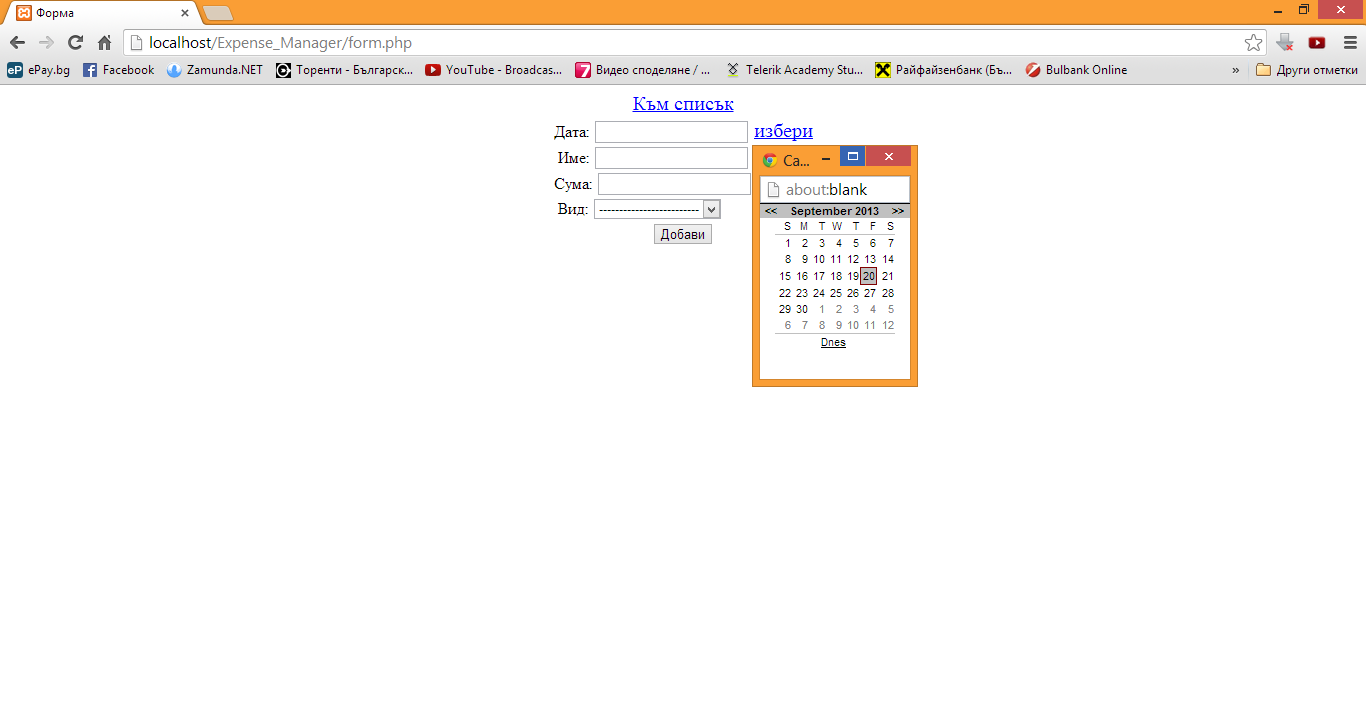 Форма
localhost/Expense_Manager/form.php
ePay.bg Facebook Zamunda.NET Торенти - Българск... YouTube - Broadcas... Видео споделяне / ... Telerik Academy Stu... Райфайзенбанк (Бъ... Bulbank Online » Други отметки
Към списък
Дата: избери
Име:
Сума:
Вид: -------------------------
Добави
Ca...
about:blank
<< September 2013 >>
S M T W T F S
1 2 3 4 5 6 7
8 9 10 11 12 13 14
15 16 17 18 19 20 21
22 23 24 25 26 27 28
29 30 1 2 3 4 5
6 7 8 9 10 11 12
Dnes